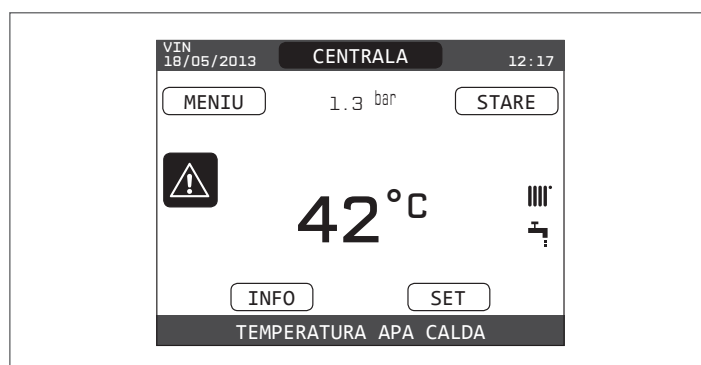 VIN
18/05/2013 CENTRALA 12:17
MENIU 1.3 bar STARE
42°C
INFO SET
TEMPERATURA APA CALDA